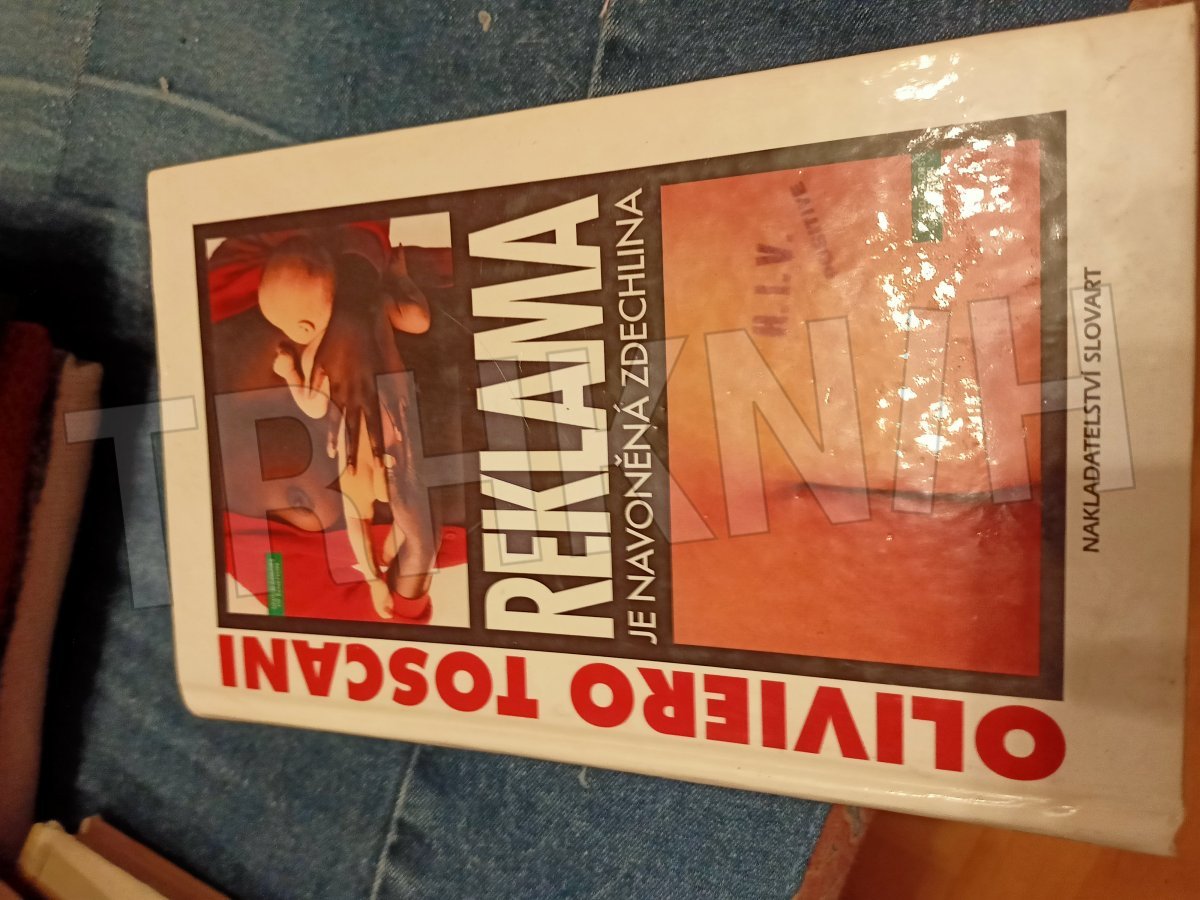 OLIVIERO TOSCANI
REKLAMA
JE NAVONĚNÁ ZDECHLINA
H.I.V.
POSITIVE
NAKLADATELSTVÍ SLOVART
TRHKNIH